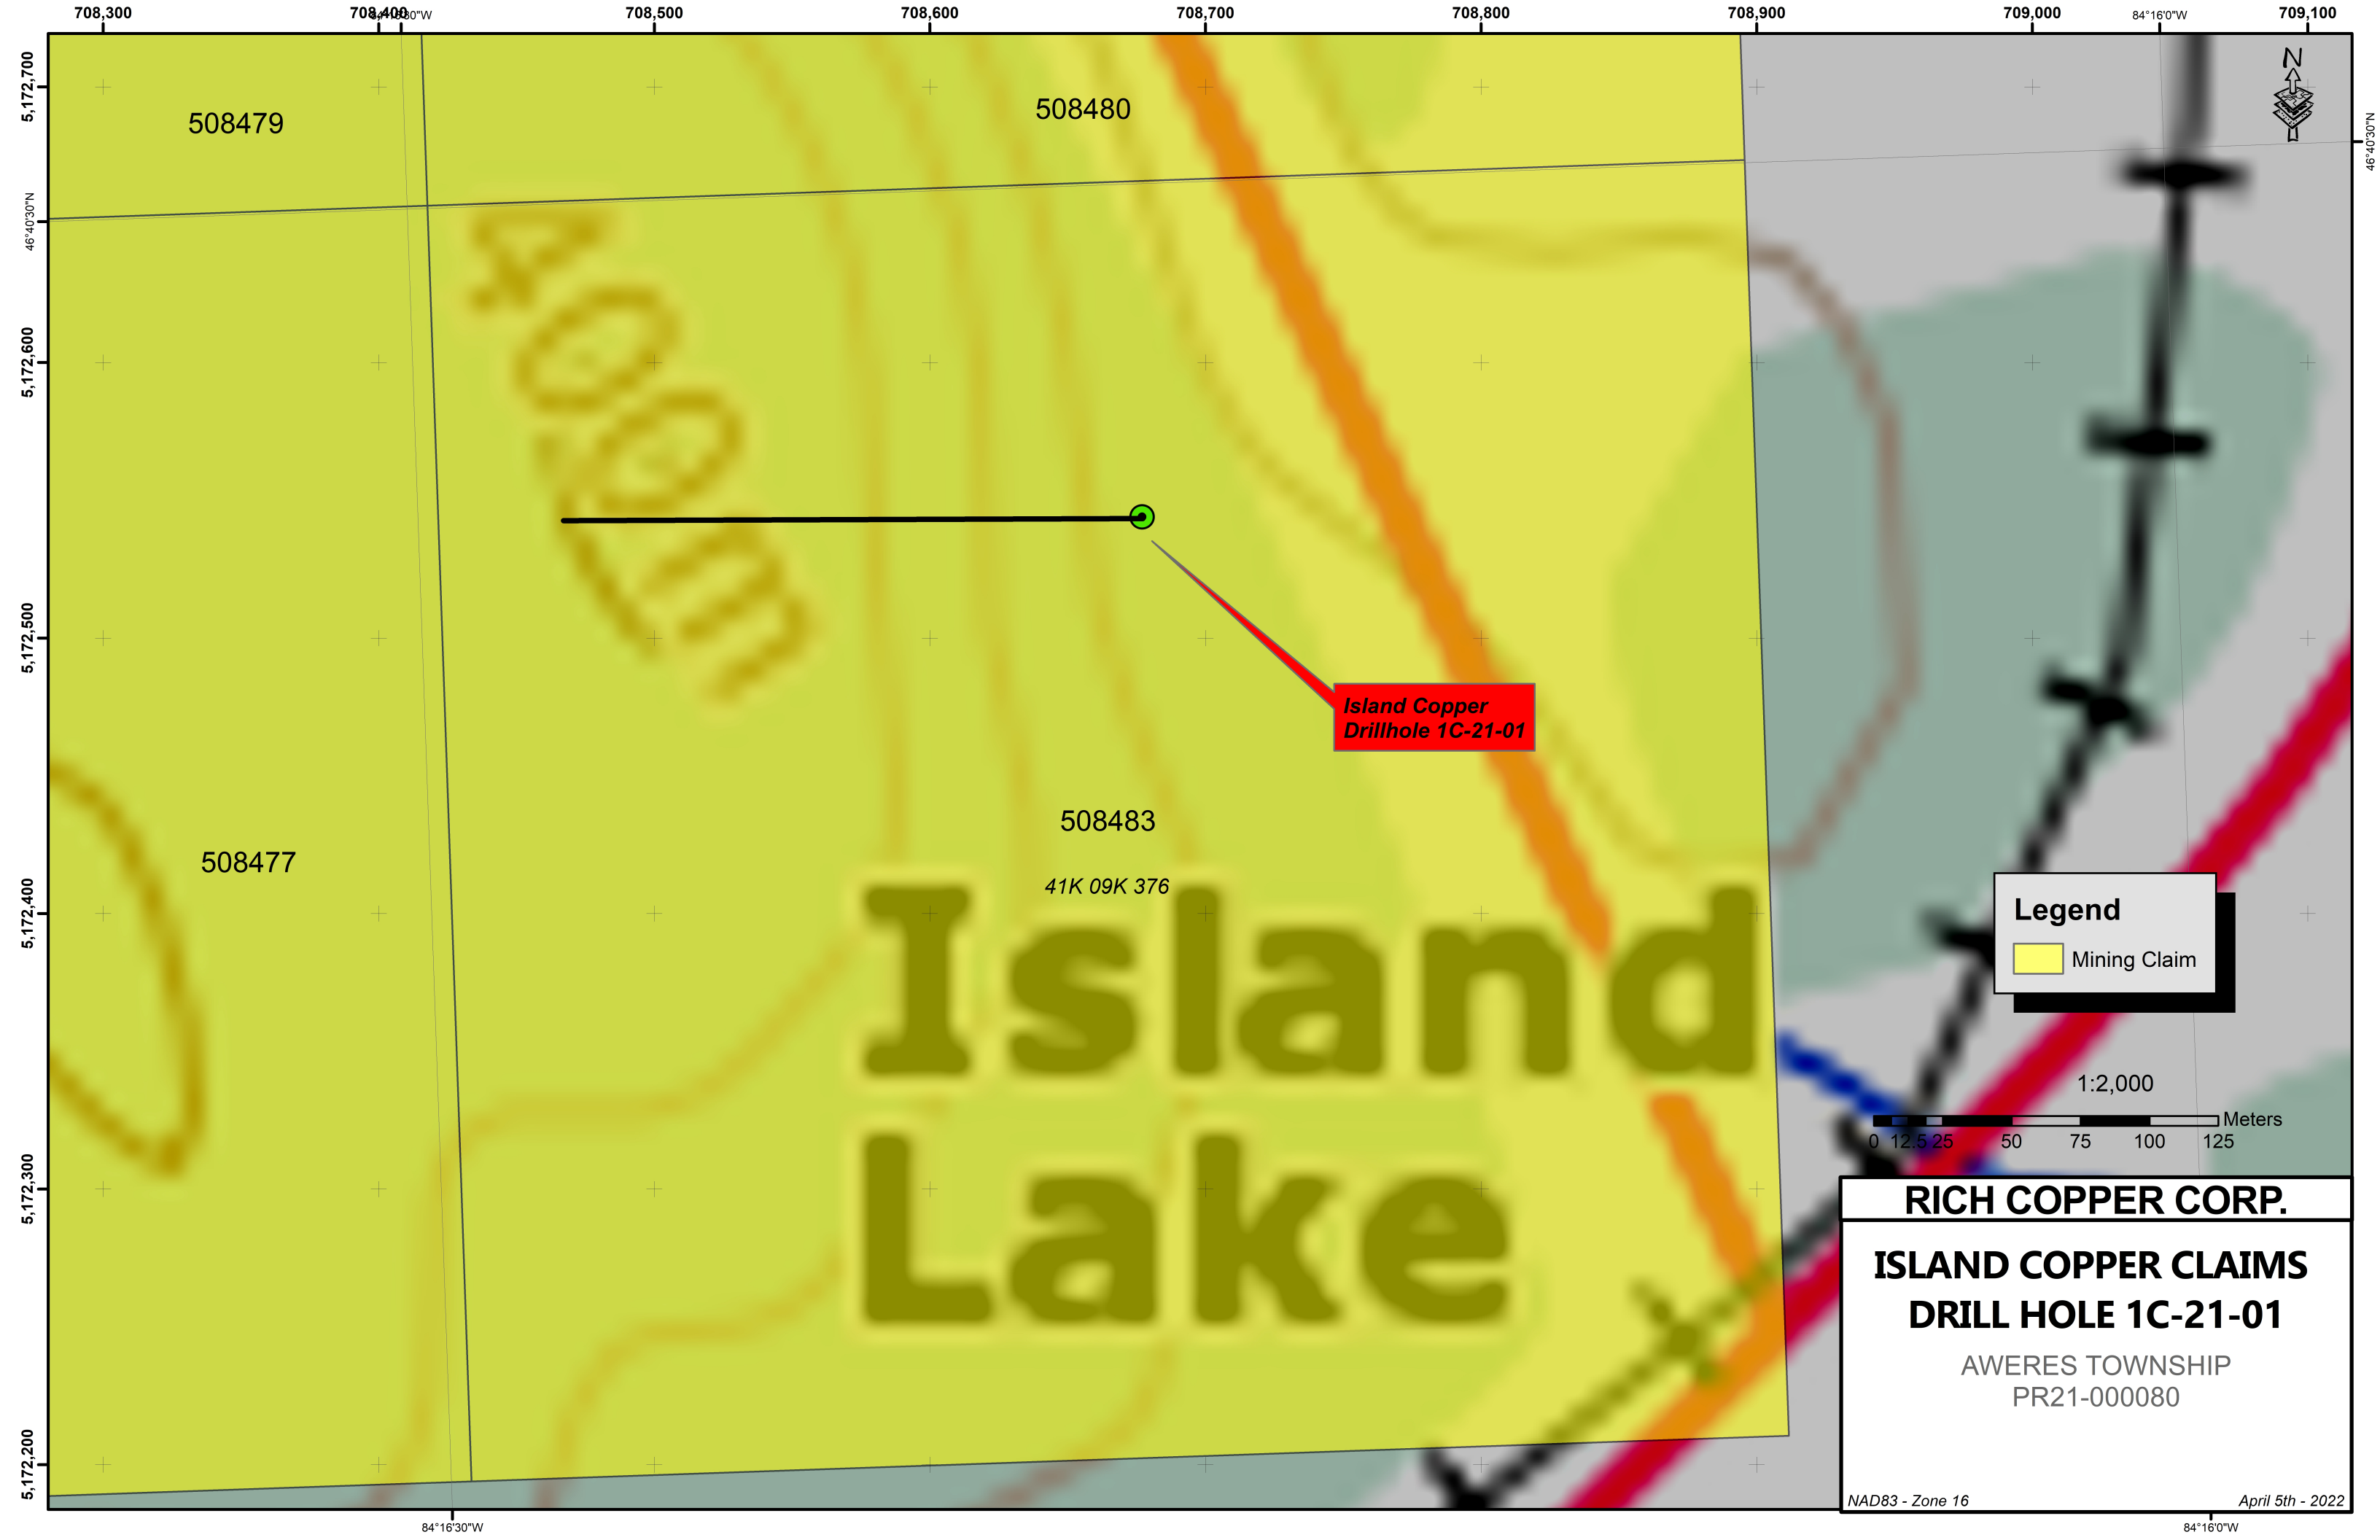 708,300
708,400
708,500
708,600
708,700
708,800
708,900
709,000
84°16'0"W
709,100
5,172,700
46°40'30"N
5,172,600
5,172,500
5,172,400
5,172,300
5,172,200
46°40'30"N
N
508479
508480
400m
Island Copper
Drillhole 1C-21-01
508483
508477
41K 09K 376
Island
Lake
Legend
Mining Claim
1:2,000
Meters
0 12.5 25 50 75 100 125
RICH COPPER CORP.
ISLAND COPPER CLAIMS
DRILL HOLE 1C-21-01
AWERES TOWNSHIP
PR21-000080
NAD83 - Zone 16
April 5th - 2022
84°16'30"W
84°16'0"W